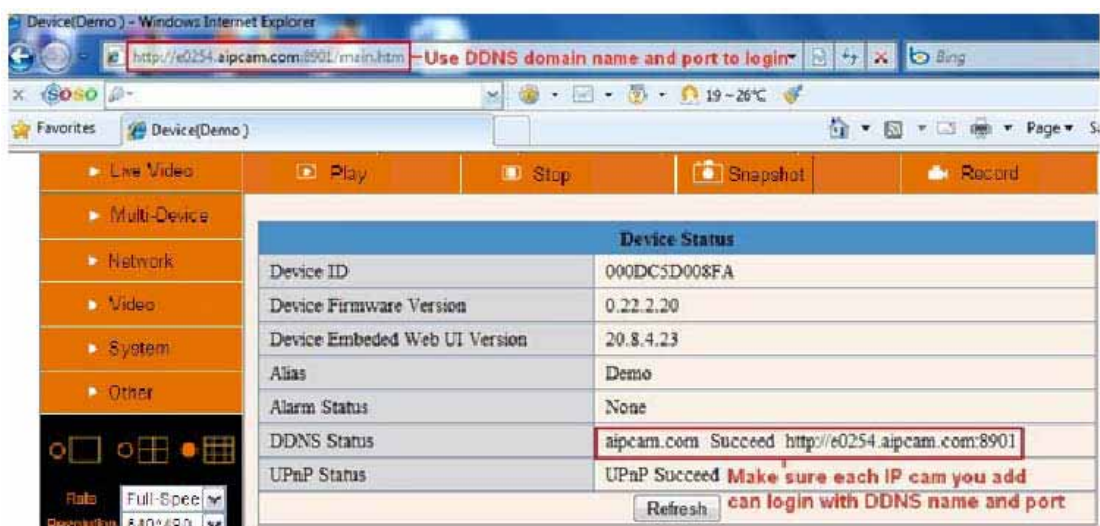 Device(Demo ) - Windows Internet Explorer
http://e0254.aipcam.com:8901/main.htm Use DDNS domain name and port to login Bing
SOSO 19~26℃
Favorites Device(Demo ) Page
Live Video Play Stop Snapshot Record
Multi-Device
Network
Video
System
Other
Device Status
Device ID 000DC5D008FA
Device Firmware Version 0.22.2.20
Device Embeded Web UI Version 20.8.4.23
Alias Demo
Alarm Status None
DDNS Status aipcam.com Succeed http://e0254.aipcam.com:8901
UPnP Status UPnP Succeed Make sure each IP cam you add
Refresh can login with DDNS name and port
Rate Full-Spee
Resolution 640*480